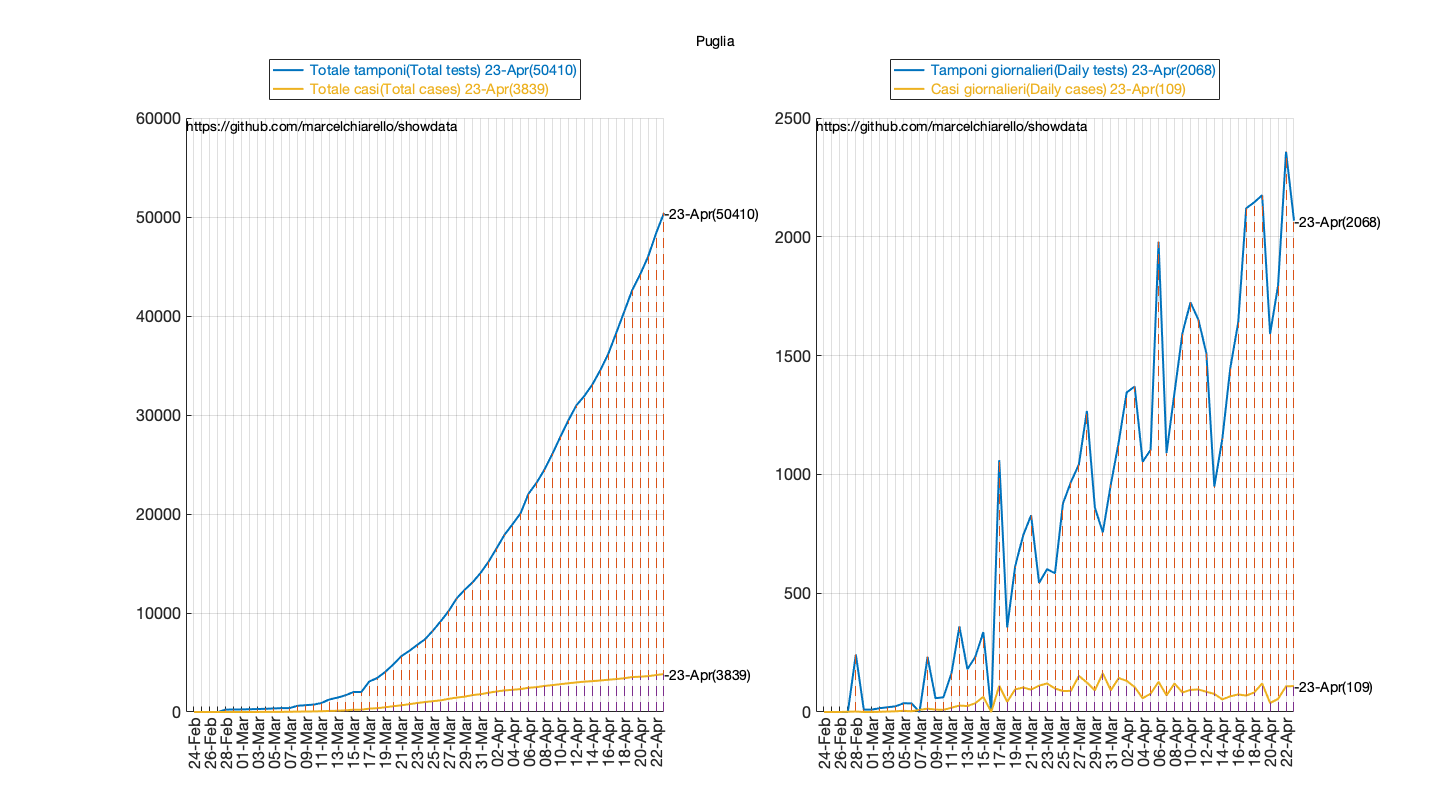 Puglia
Totale tamponi(Total tests) 23-Apr(50410)
Totale casi(Total cases) 23-Apr(3839)
https://github.com/marcelchiarello/showdata
60000
50000
40000
30000
20000
10000
0
23-Apr(50410)
23-Apr(3839)
24-Feb
26-Feb
28-Feb
01-Mar
03-Mar
05-Mar
07-Mar
09-Mar
11-Mar
13-Mar
15-Mar
17-Mar
19-Mar
21-Mar
23-Mar
25-Mar
27-Mar
29-Mar
31-Mar
02-Apr
04-Apr
06-Apr
08-Apr
10-Apr
12-Apr
14-Apr
16-Apr
18-Apr
20-Apr
22-Apr
Tamponi giornalieri(Daily tests) 23-Apr(2068)
Casi giornalieri(Daily cases) 23-Apr(109)
https://github.com/marcelchiarello/showdata
2500
2000
1500
1000
500
0
23-Apr(2068)
23-Apr(109)
24-Feb
26-Feb
28-Feb
01-Mar
03-Mar
05-Mar
07-Mar
09-Mar
11-Mar
13-Mar
15-Mar
17-Mar
19-Mar
21-Mar
23-Mar
25-Mar
27-Mar
29-Mar
31-Mar
02-Apr
04-Apr
06-Apr
08-Apr
10-Apr
12-Apr
14-Apr
16-Apr
18-Apr
20-Apr
22-Apr